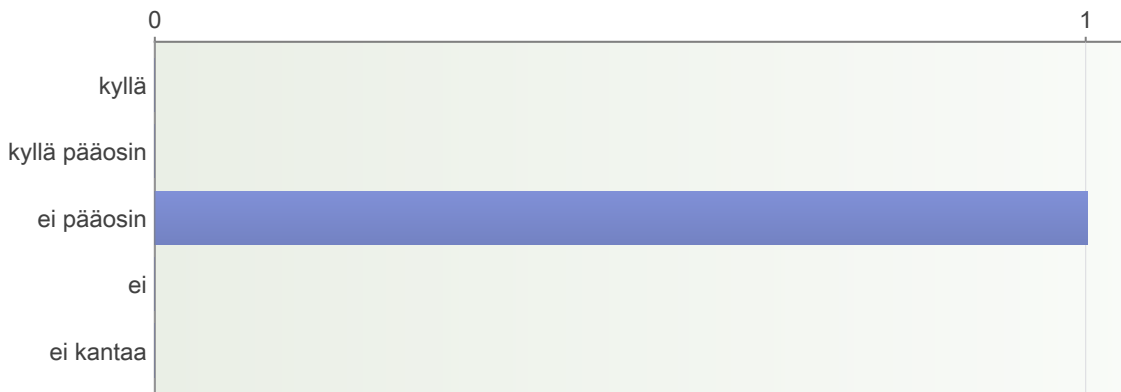 0 1
kyllä
kyllä pääosin
ei pääosin
ei
ei kantaa